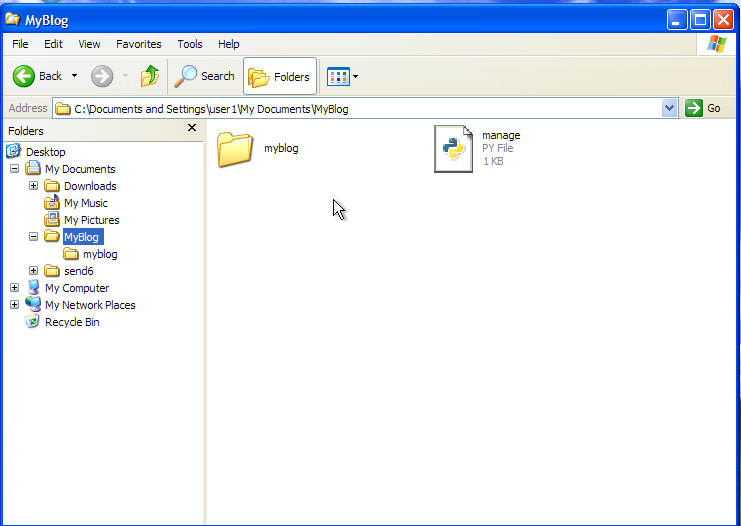 MyBlog
File Edit View Favorites Tools Help
Back Search Folders
Address C:\Documents and Settings\user1\My Documents\MyBlog Go
Folders
Desktop
My Documents
Downloads
My Music
My Pictures
MyBlog
myblog
send6
My Computer
My Network Places
Recycle Bin
myblog
manage
PY File
1 KB